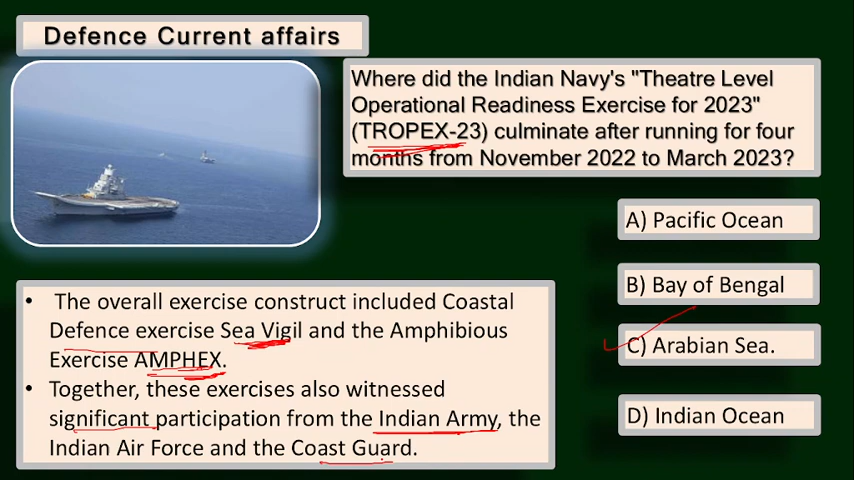 Defence Current affairs
Where did the Indian Navy's "Theatre Level
Operational Readiness Exercise for 2023"
(TROPEX-23) culminate after running for four
months from November 2022 to March 2023?
A) Pacific Ocean
B) Bay of Bengal
C) Arabian Sea.
D) Indian Ocean
• The overall exercise construct included Coastal
Defence exercise Sea Vigil and the Amphibious
Exercise AMPHEX.
• Together, these exercises also witnessed
significant participation from the Indian Army, the
Indian Air Force and the Coast Guard.